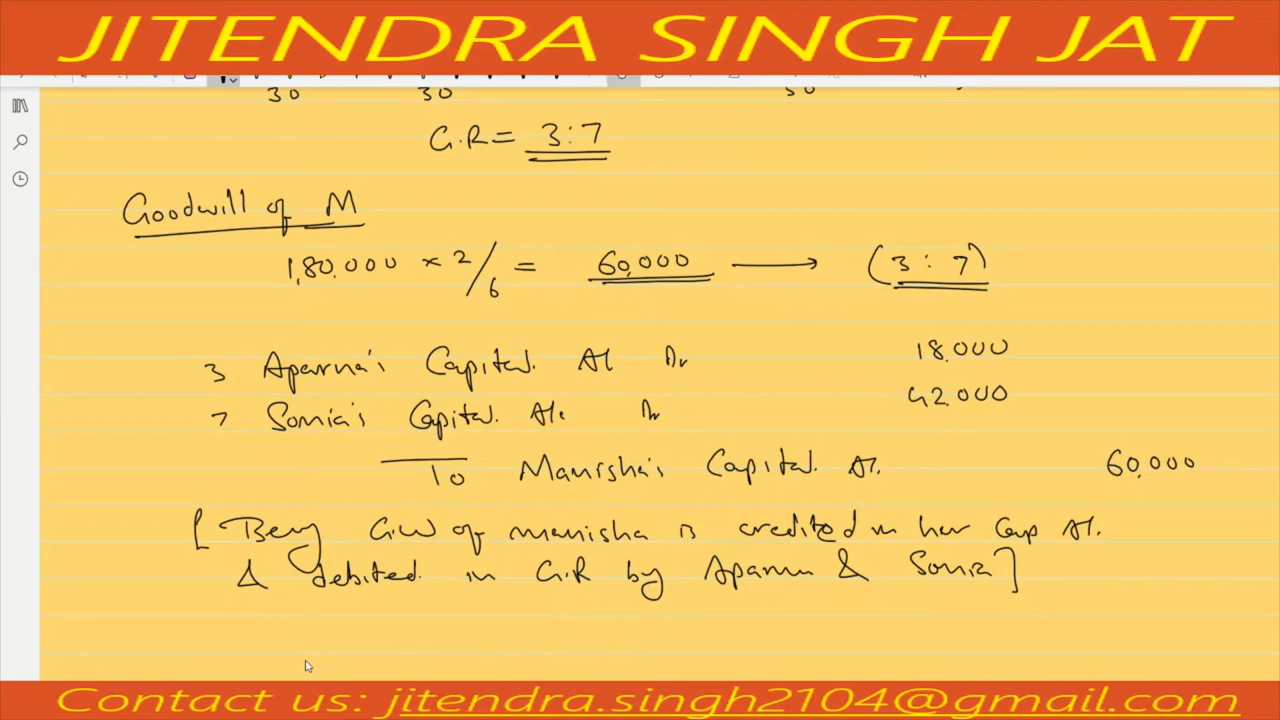 JITENDRA SINGH JAT
30 30 30
G.R = 3:7
Goodwill of M
1,80,000 × 2/6 = 60,000 → (3 : 7)
3 Aparna's Capital A/c Dr 18,000
7 Sonia's Capital A/c. Dr 42,000
To Manisha's Capital A/c. 60,000
[Being G.W of manisha is credited in her Cap A/c.
& debited in G.R by Aparna & Sonia]
Contact us: jitendra.singh2104@gmail.com